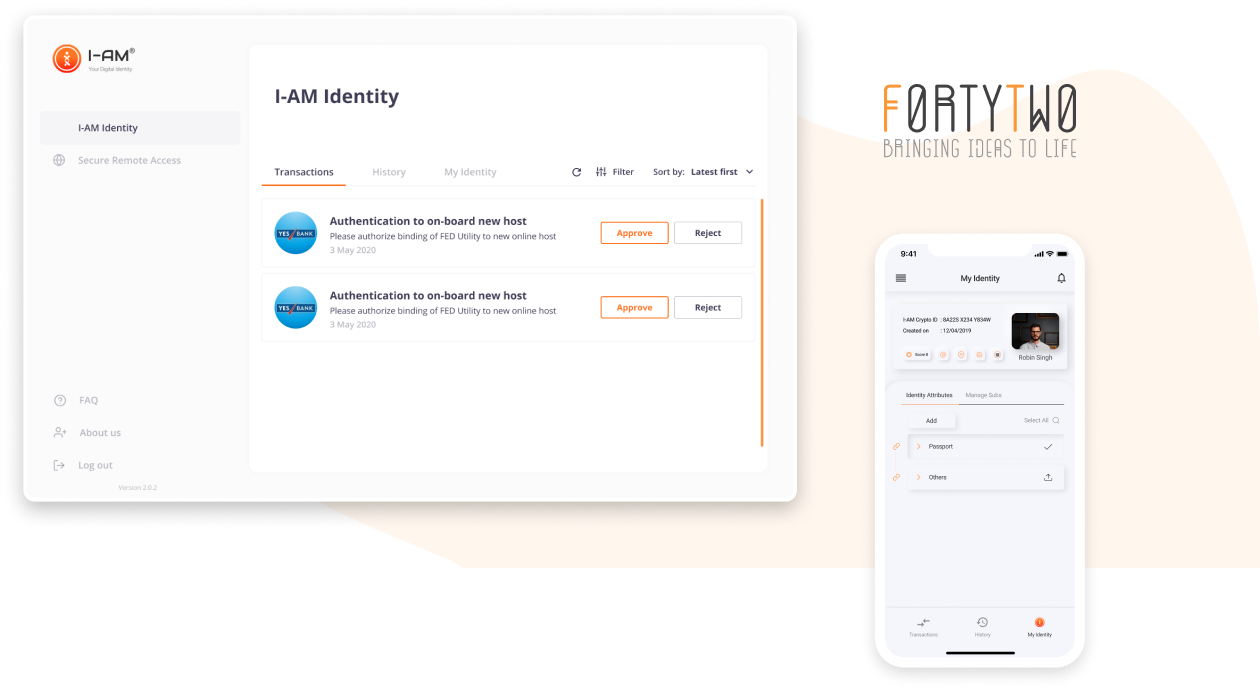 I-AM®
Your Digital Identity
I-AM Identity
Secure Remote Access
FAQ
About us
Log out
Version 2.0.2
I-AM Identity
Transactions History My Identity Filter Sort by: Latest first
YES BANK
Authentication to on-board new host
Please authorize binding of FED Utility to new online host
3 May 2020
Approve Reject
YES BANK
Authentication to on-board new host
Please authorize binding of FED Utility to new online host
3 May 2020
Approve Reject
FORTYTWO
BRINGING IDEAS TO LIFE
9:41
My Identity
I-AM Crypto ID : 8A22S X234 Y834W
Created on : 12/04/2019
Robin Singh
Identity Attributes Manage Subs
Add Select All
Passport
Others
Transactions History My Identity